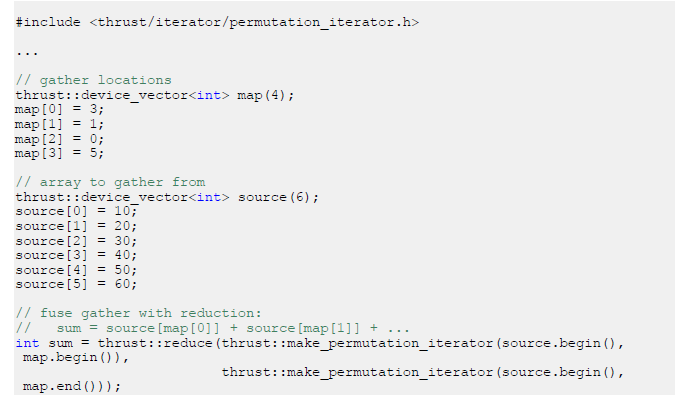 #include <thrust/iterator/permutation_iterator.h>
...
// gather locations
thrust::device_vector<int> map(4);
map[0] = 3;
map[1] = 1;
map[2] = 0;
map[3] = 5;
// array to gather from
thrust::device_vector<int> source(6);
source[0] = 10;
source[1] = 20;
source[2] = 30;
source[3] = 40;
source[4] = 50;
source[5] = 60;
// fuse gather with reduction:
//   sum = source[map[0]] + source[map[1]] + ...
int sum = thrust::reduce(thrust::make_permutation_iterator(source.begin(),
 map.begin()),
                         thrust::make_permutation_iterator(source.begin(),
 map.end()));